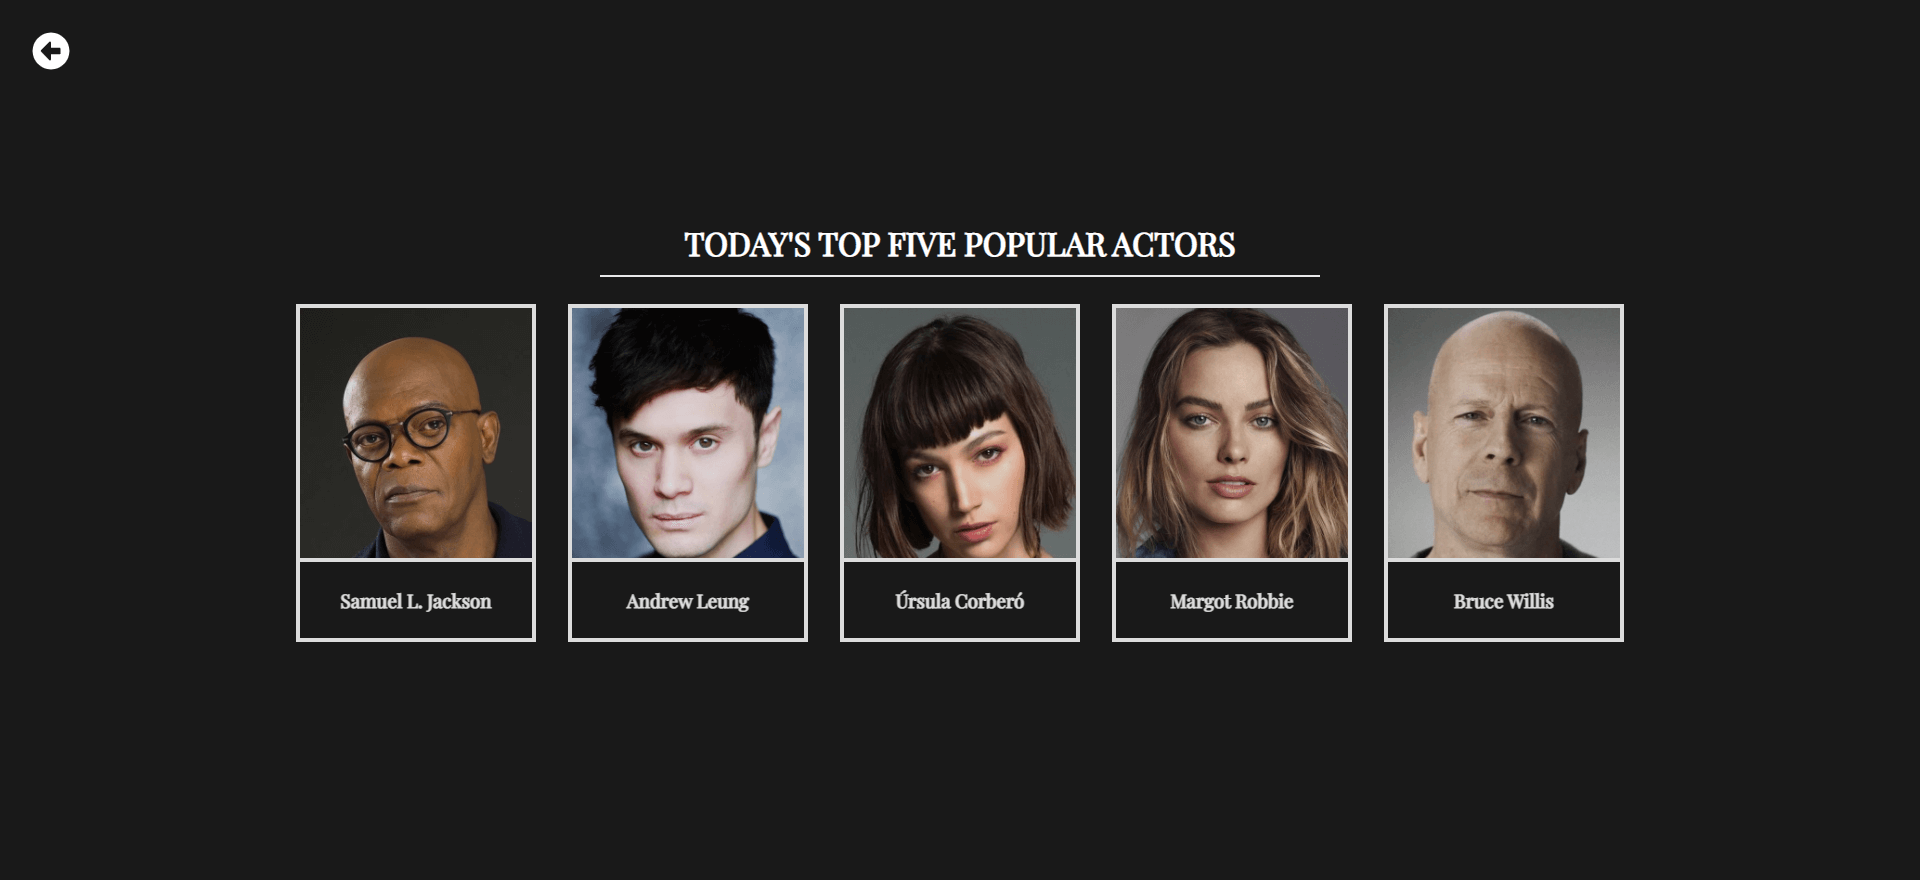 TODAY'S TOP FIVE POPULAR ACTORS
Samuel L. Jackson
Andrew Leung
Úrsula Corberó
Margot Robbie
Bruce Willis